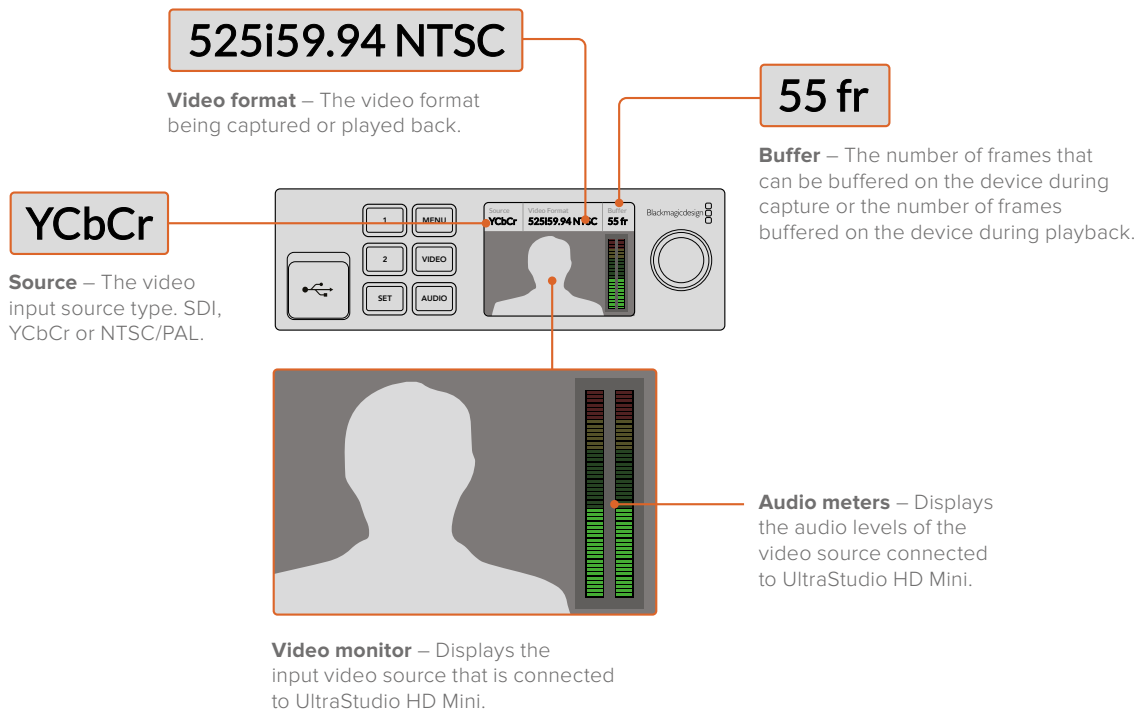 525i59.94 NTSC
Video format – The video format
being captured or played back.
55 fr
Buffer – The number of frames that
can be buffered on the device during
capture or the number of frames
buffered on the device during playback.
YCbCr
Source – The video
input source type. SDI,
YCbCr or NTSC/PAL.
1
MENU
2
VIDEO
SET
AUDIO
Source
YCbCr
Video Format
525i59.94 NTSC
Buffer
55 fr
Blackmagicdesign
Audio meters – Displays
the audio levels of the
video source connected
to UltraStudio HD Mini.
Video monitor – Displays the
input video source that is connected
to UltraStudio HD Mini.